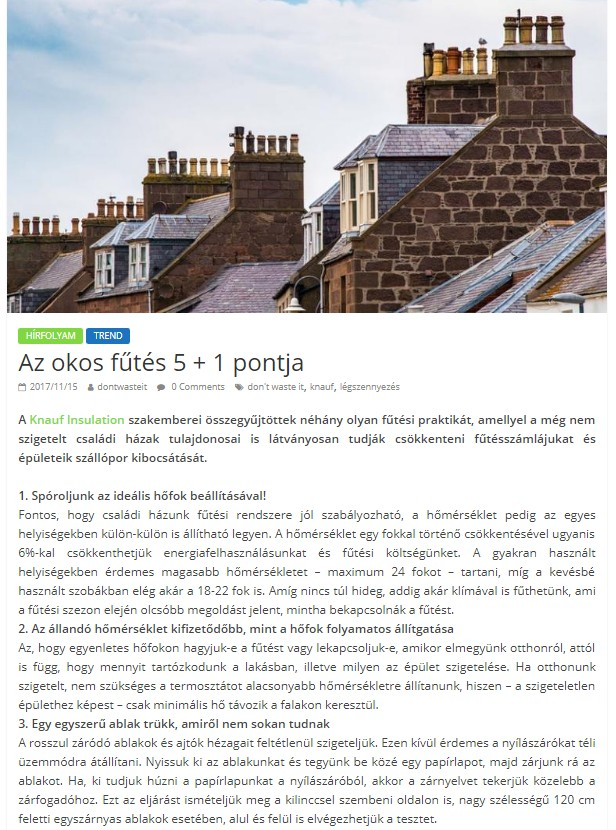 HÍRFOLYAM TREND
Az okos fűtés 5 + 1 pontja
2017/11/15 dontwasteit 0 Comments don't waste it, knauf, légszennyezés
A Knauf Insulation szakemberei összegyűjtöttek néhány olyan fűtési praktikát, amellyel a még nem
szigetelt családi házak tulajdonosai is látványosan tudják csökkenteni fűtésszámlájukat és
épületeik szállópor kibocsátását.
1. Spóroljunk az ideális hőfok beállításával!
Fontos, hogy családi házunk fűtési rendszere jól szabályozható, a hőmérséklet pedig az egyes
helyiségekben külön-külön is állítható legyen. A hőmérséklet egy fokkal történő csökkentésével ugyanis
6%-kal csökkenthetjük energiafelhasználásunkat és fűtési költségünket. A gyakran használt
helyiségekben érdemes magasabb hőmérsékletet – maximum 24 fokot – tartani, míg a kevésbé
használt szobákban elég akár a 18-22 fok is. Amíg nincs túl hideg, addig akár klímával is fűthetünk, ami
a fűtési szezon elején olcsóbb megoldást jelent, mintha bekapcsolnák a fűtést.
2. Az állandó hőmérséklet kifizetődőbb, mint a hőfok folyamatos állítgatása
Az, hogy egyenletes hőfokon hagyjuk-e a fűtést vagy lekapcsoljuk-e, amikor elmegyünk otthonról, attól
is függ, hogy mennyit tartózkodunk a lakásban, illetve milyen az épület szigetelése. Ha otthonunk
szigetelt, nem szükséges a termosztátot alacsonyabb hőmérsékletre állítanunk, hiszen – a szigeteletlen
épülethez képest – csak minimális hő távozik a falakon keresztül.
3. Egy egyszerű ablak trükk, amiről nem sokan tudnak
A rosszul záródó ablakok és ajtók hézagait feltétlenül szigeteljük. Ezen kívül érdemes a nyílászárókat téli
üzemmódra átállítani. Nyissuk ki az ablakunkat és tegyünk be közé egy papírlapot, majd zárjunk rá az
ablakot. Ha, ki tudjuk húzni a papírlapunkat a nyílászáróból, akkor a zárnyelvet tekerjük közelebb a
zárfogadóhoz. Ezt az eljárást ismételjük meg a kilinccsel szembeni oldalon is, nagy szélességű 120 cm
feletti egyszárnyas ablakok esetében, alul és felül is elvégezhetjük a tesztet.